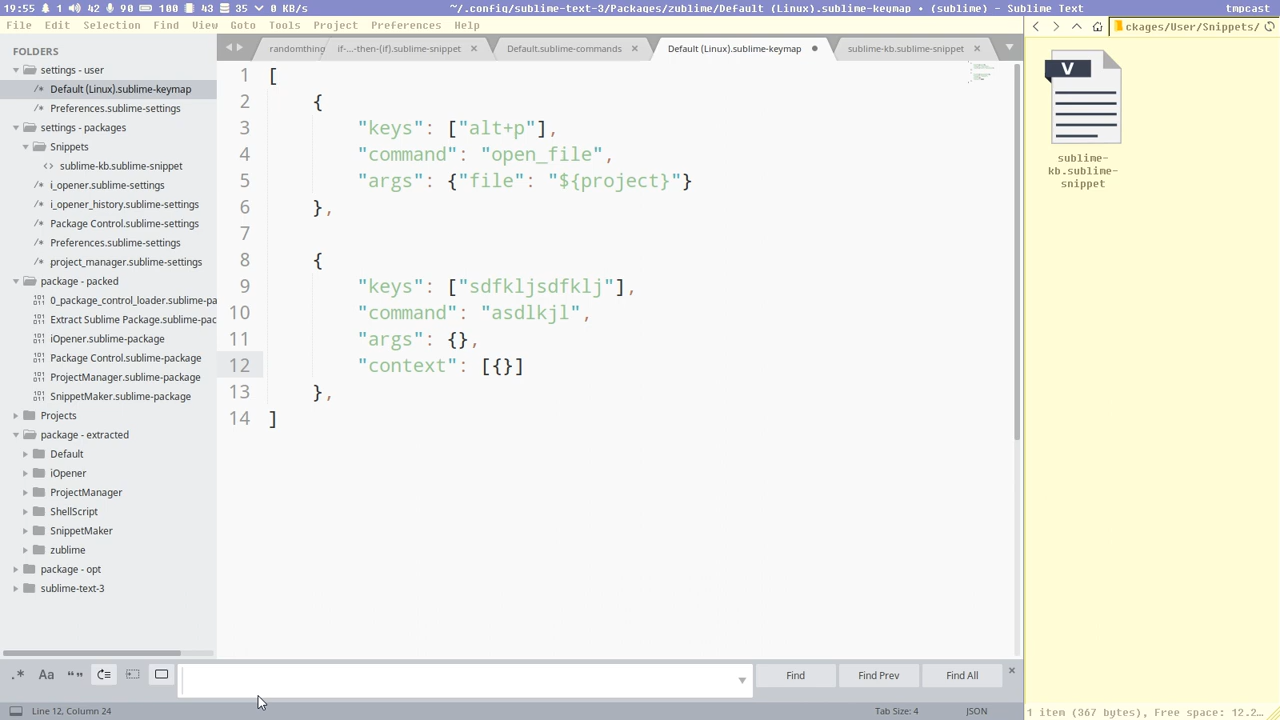 19:55 1 42 90 100 43 35 0 KB/s ~/.config/sublime-text-3/Packages/zublime/Default (Linux).sublime-keymap • (sublime) - Sublime Text tmpcast
File Edit Selection Find View Goto Tools Project Preferences Help
ckages/User/Snippets/
randomthing if-...-then-(if).sublime-snippet Default.sublime-commands Default (Linux).sublime-keymap sublime-kb.sublime-snippet
FOLDERS
settings - user
Default (Linux).sublime-keymap
Preferences.sublime-settings
settings - packages
Snippets
sublime-kb.sublime-snippet
i_opener.sublime-settings
i_opener_history.sublime-settings
Package Control.sublime-settings
Preferences.sublime-settings
project_manager.sublime-settings
package - packed
0_package_control_loader.sublime-pa
Extract Sublime Package.sublime-pac
iOpener.sublime-package
Package Control.sublime-package
ProjectManager.sublime-package
SnippetMaker.sublime-package
Projects
package - extracted
Default
iOpener
ProjectManager
ShellScript
SnippetMaker
zublime
package - opt
sublime-text-3
1 [
2 {
3 "keys": ["alt+p"],
4 "command": "open_file",
5 "args": {"file": "${project}"}
6 },
7
8 {
9 "keys": ["sdfkljsdfklj"],
10 "command": "asdlkjl",
11 "args": {},
12 "context": [{}]
13 },
14 ]
V
sublime-
kb.sublime-
snippet
.* Aa “” Find Find Prev Find All
Line 12, Column 24 Tab Size: 4 JSON
1 item (367 bytes), Free space: 12.2…